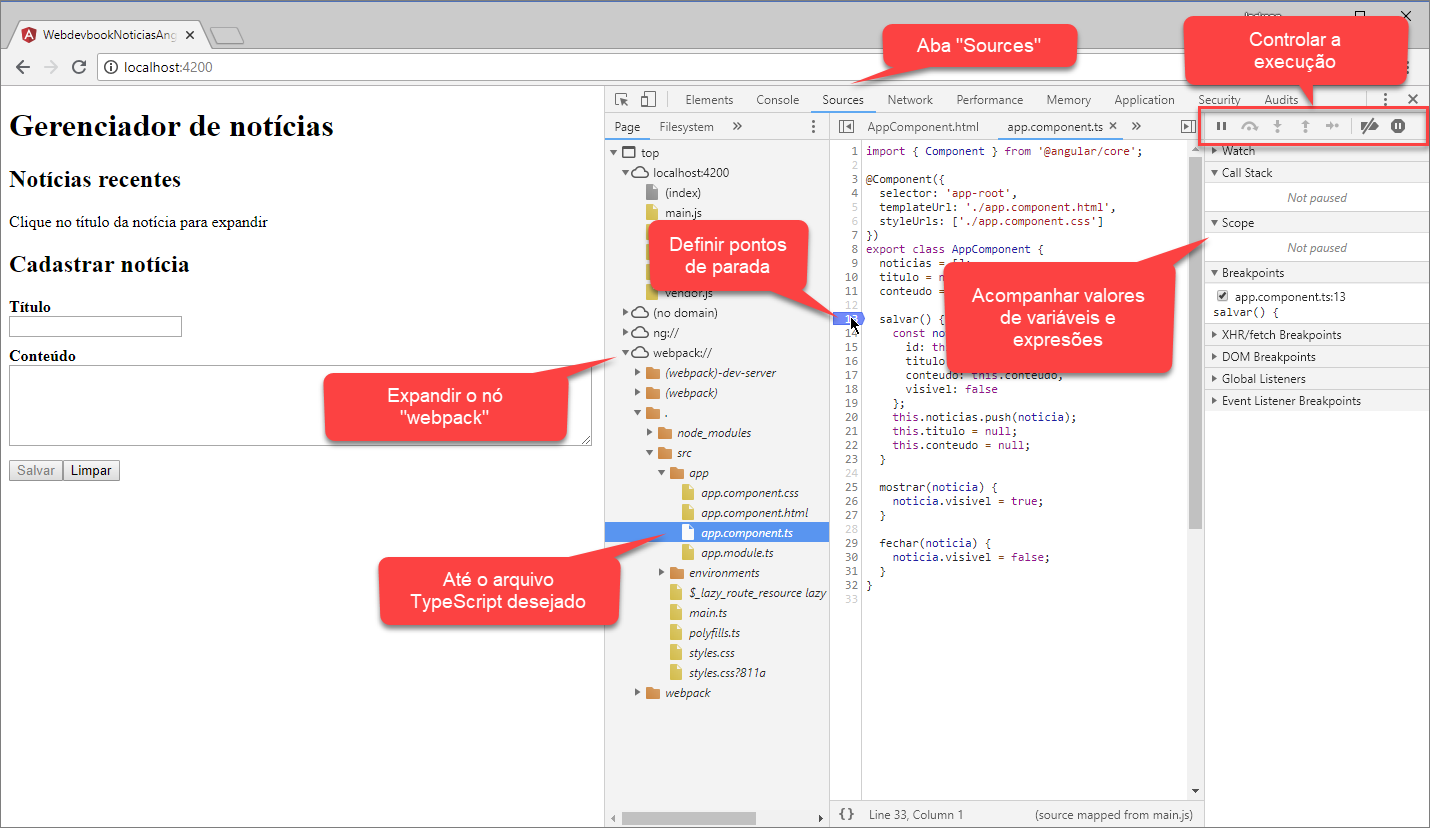 WebdevbookNoticiasAng
localhost:4200
Aba "Sources"
Controlar a
execução
Gerenciador de notícias
Notícias recentes
Clique no título da notícia para expandir
Cadastrar notícia
Título
Conteúdo
Salvar
Limpar
Elements Console Sources Network Performance Memory Application Security Audits
Page Filesystem »
top
localhost:4200
(index)
main.js
vendor.js
(no domain)
ng://
webpack://
(webpack)-dev-server
(webpack)
.
node_modules
src
app
app.component.css
app.component.html
app.component.ts
app.module.ts
environments
$_lazy_route_resource lazy
main.ts
polyfills.ts
styles.css
styles.css?811a
webpack
Definir pontos
de parada
Expandir o nó
"webpack"
Até o arquivo
TypeScript desejado
AppComponent.html app.component.ts × »
1 import { Component } from '@angular/core';
2
3 @Component({
4 selector: 'app-root',
5 templateUrl: './app.component.html',
6 styleUrls: ['./app.component.css']
7 })
8 export class AppComponent {
9 noticias = [];
10 titulo = n
11 conteudo =
12
13 salvar() {
14 const no
15 id: th
16 titulo
17 conteudo: this.conteudo,
18 visivel: false
19 };
20 this.noticias.push(noticia);
21 this.titulo = null;
22 this.conteudo = null;
23 }
24
25 mostrar(noticia) {
26 noticia.visivel = true;
27 }
28
29 fechar(noticia) {
30 noticia.visivel = false;
31 }
32 }
33
Acompanhar valores
de variáveis e
expresões
{} Line 33, Column 1 (source mapped from main.js)
Watch
Call Stack
Not paused
Scope
Not paused
Breakpoints
app.component.ts:13
salvar() {
XHR/fetch Breakpoints
DOM Breakpoints
Global Listeners
Event Listener Breakpoints